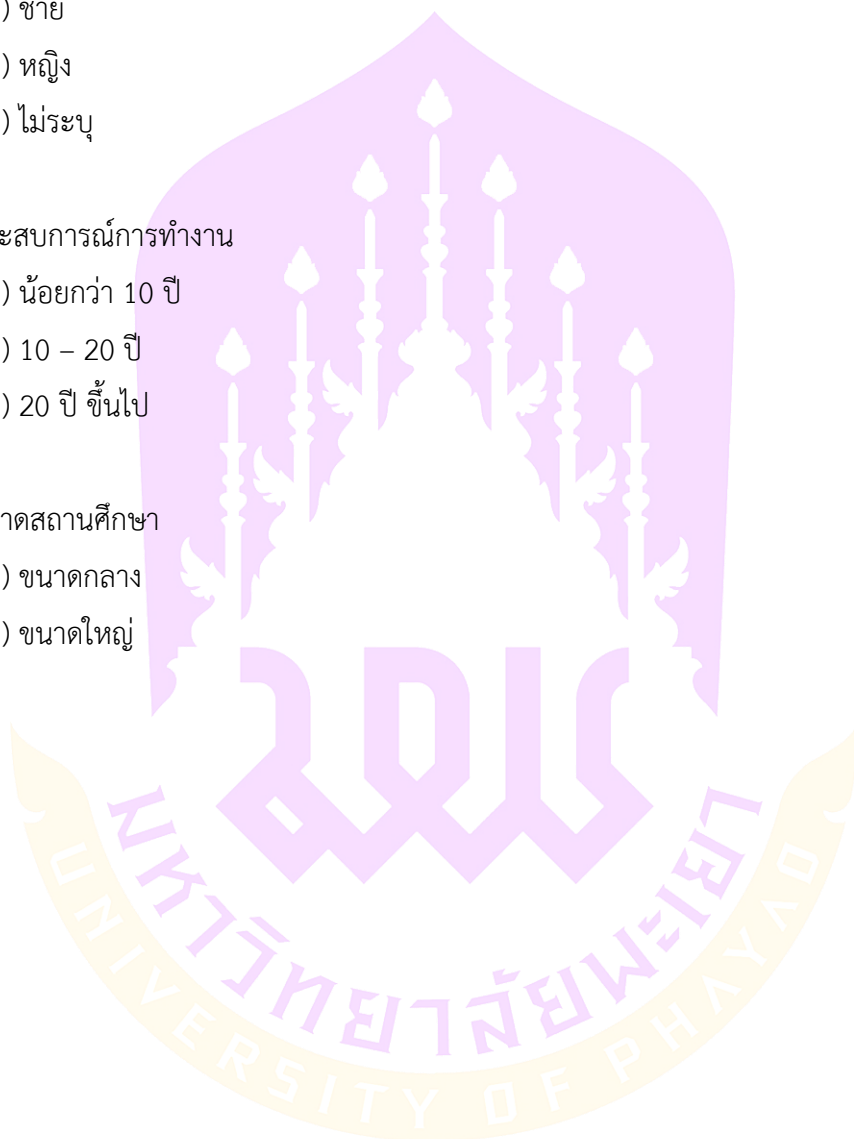 ) ชาย
) หญิง
) ไม่ระบุ
ะสบการณ์การทำงาน
) น้อยกว่า 10 ปี
) 10 – 20 ปี
) 20 ปี ขึ้นไป
าดสถานศึกษา
) ขนาดกลาง
) ขนาดใหญ่
มหาวิทยาลัยพะเยา
UNIVERSITY OF PHAYAO